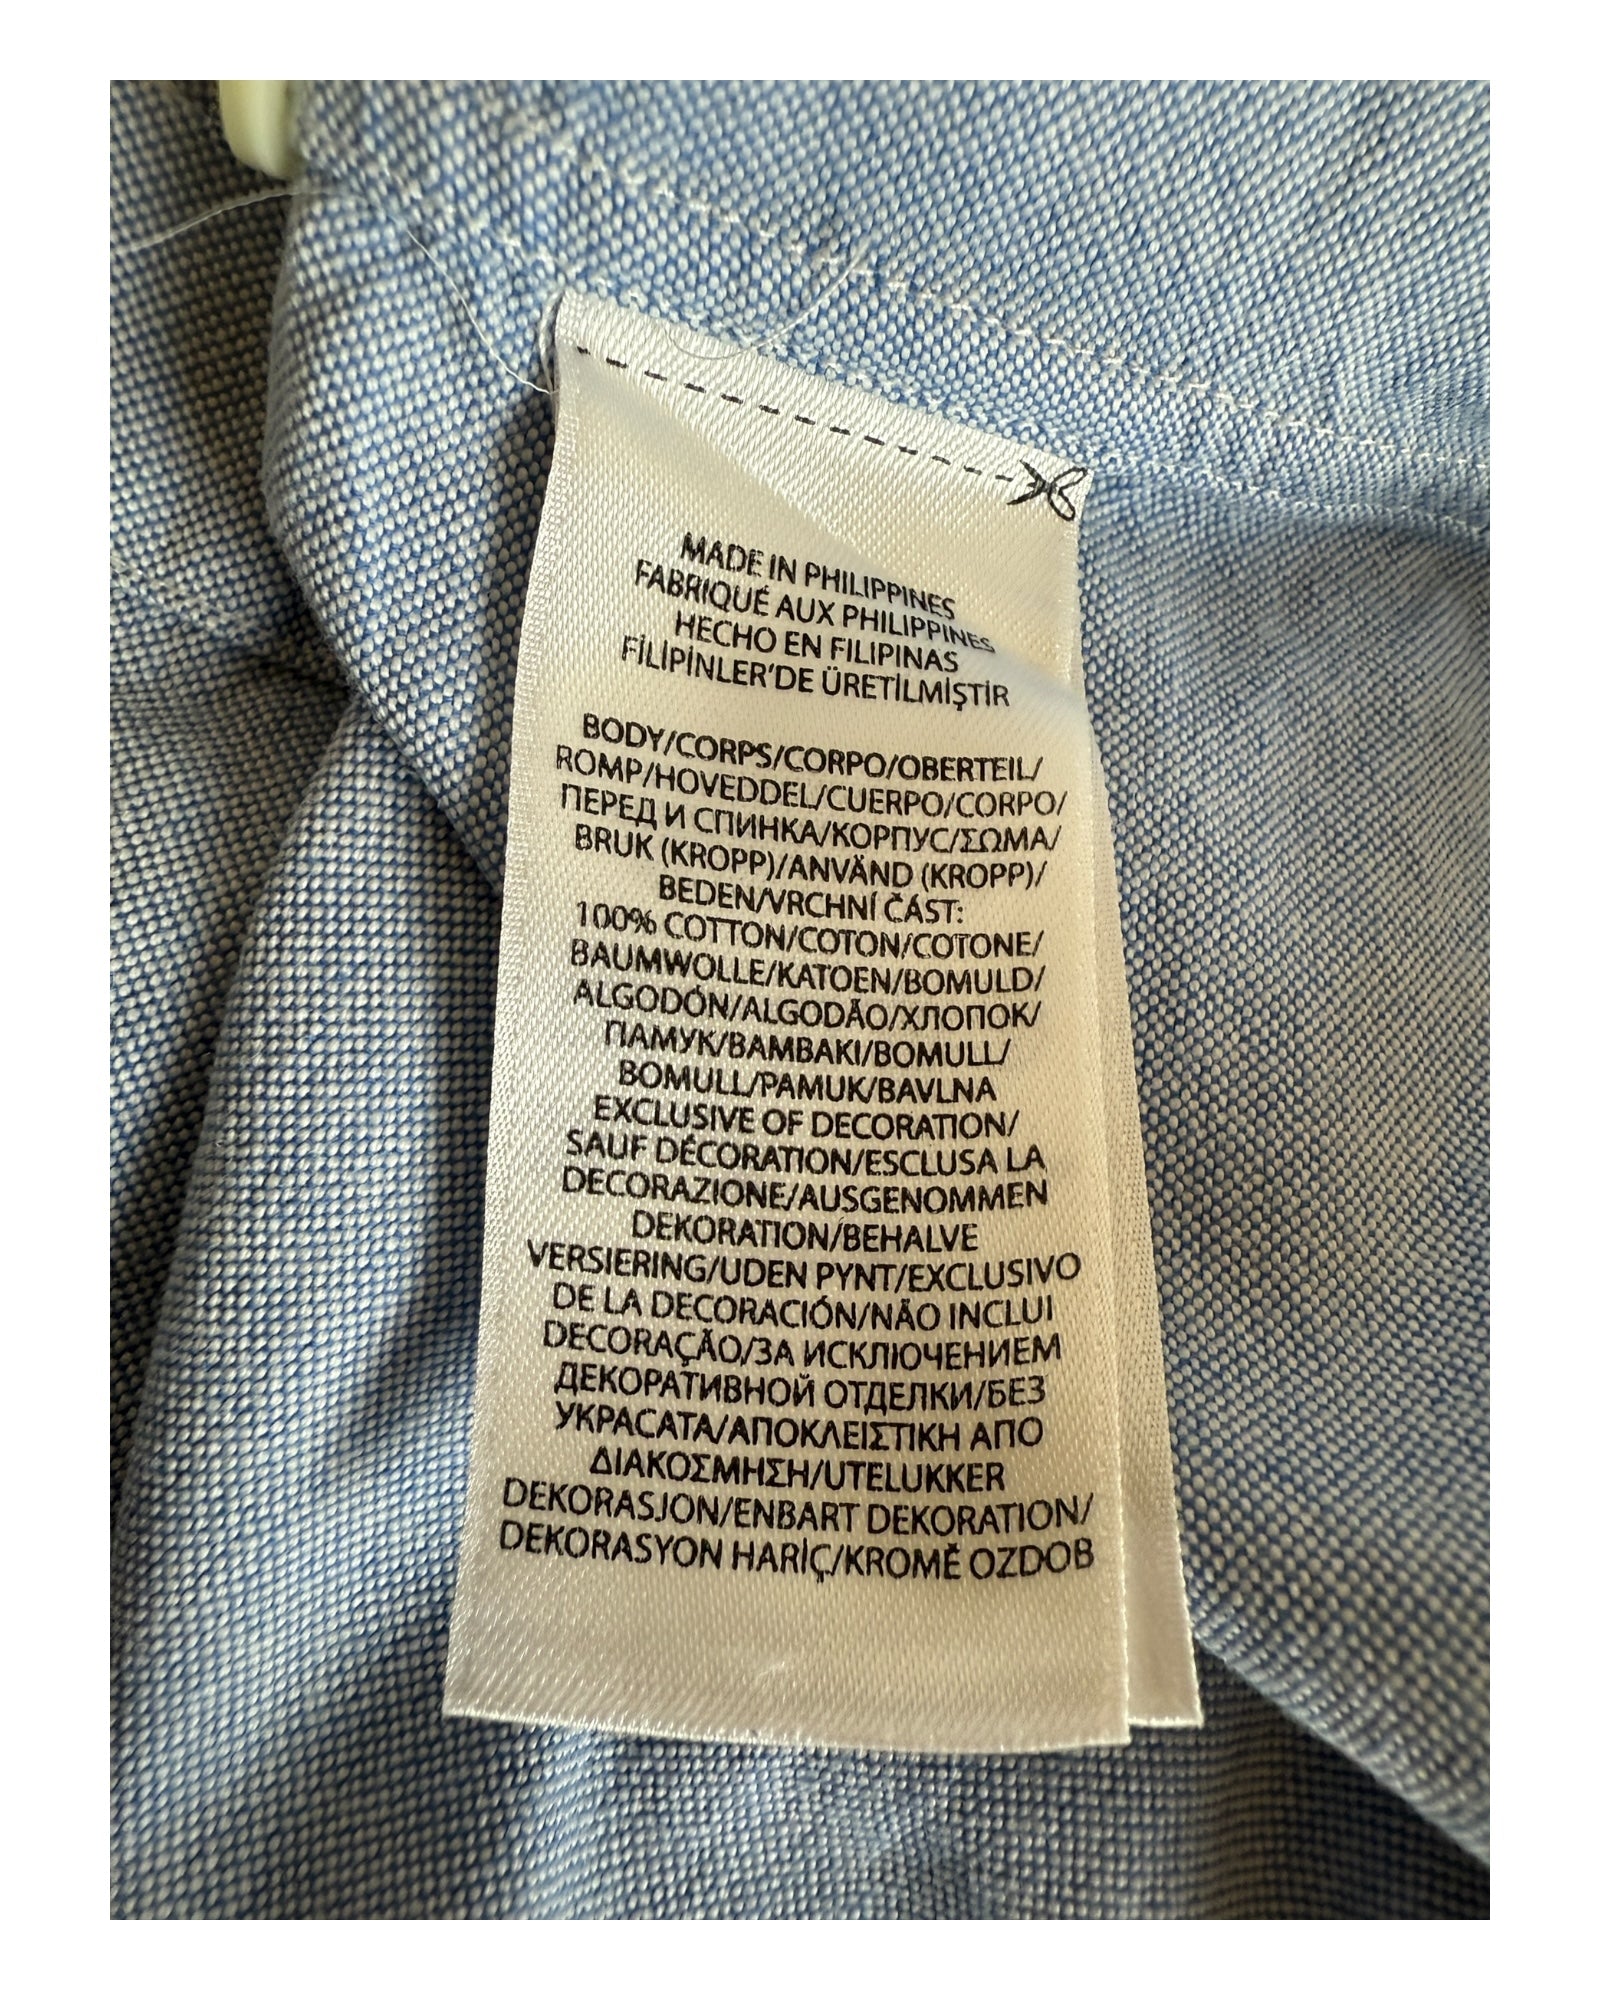 MADE IN PHILIPPINES
FABRIQUÉ AUX PHILIPPINES
HECHO EN FILIPINAS
FİLİPİNLER'DE ÜRETİLMİŞTİR
BODY/CORPS/CORPO/OBERTEIL/
ROMP/HOVEDDEL/CUERPO/CORPO/
ПЕРЕД И СПИНКА/КОРПУС/ΣΩΜΑ/
BRUK (KROPP)/ANVÄND (KROPP)/
BEDEN/VRCHNÍ ČÁST:
100% COTTON/COTON/COTONE/
BAUMWOLLE/KATOEN/BOMULD/
ALGODÓN/ALGODÃO/ХЛОПОК/
ПАМУК/ΒΑΜΒΑΚΙ/BOMULL/
BOMULL/PAMUK/BAVLNA
EXCLUSIVE OF DECORATION/
SAUF DÉCORATION/ESCLUSA LA
DECORAZIONE/AUSGENOMMEN
DEKORATION/BEHALVE
VERSIERING/UDEN PYNT/EXCLUSIVO
DE LA DECORACIÓN/NÃO INCLUI
DECORAÇÃO/ЗА ИСКЛЮЧЕНИЕМ
ДЕКОРАТИВНОЙ ОТДЕЛКИ/БЕЗ
УКРАСАТА/ΑΠΟΚΛΕΙΣΤΙΚΗ ΑΠΟ
ΔΙΑΚΟΣΜΗΣΗ/UTELUKKER
DEKORASJON/ENBART DEKORATION/
DEKORASYON HARİÇ/KROMĚ OZDOB